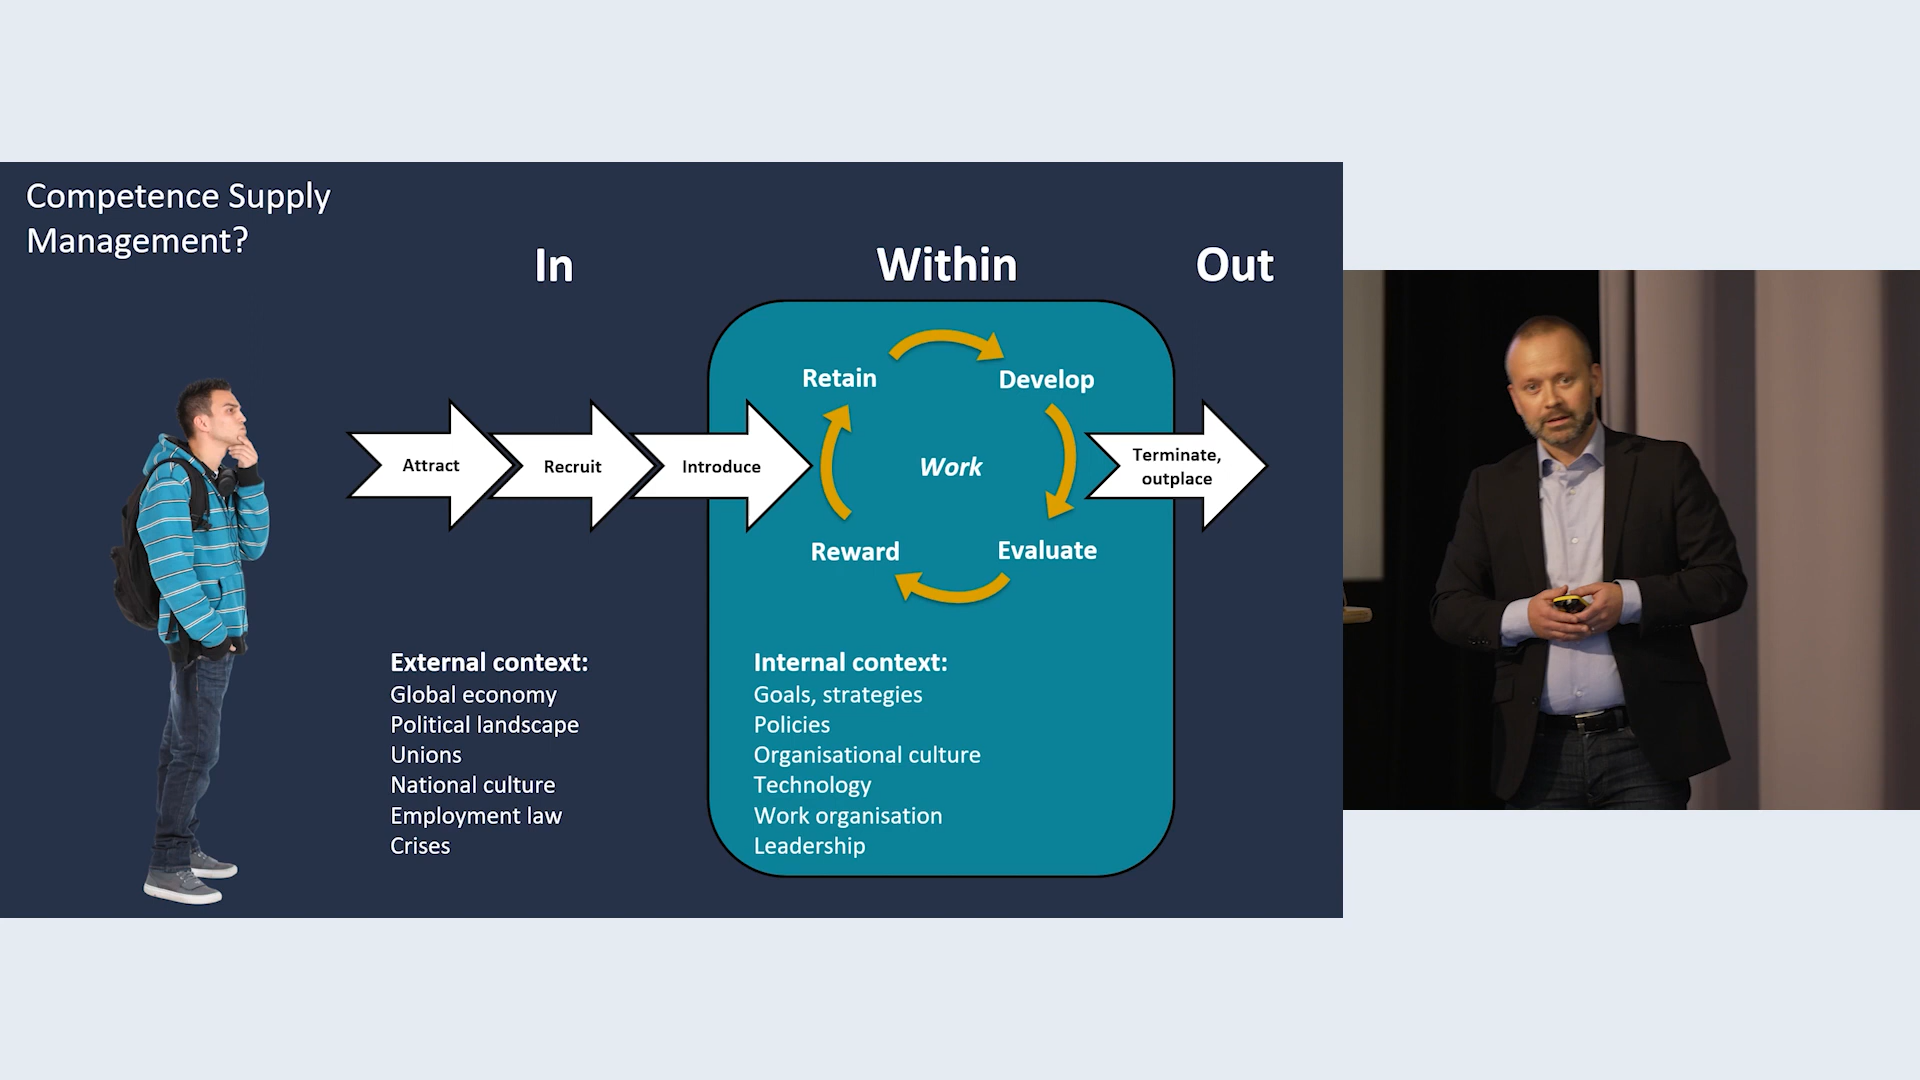 Competence Supply
Management?
In
Within
Out
Retain
Develop
Attract
Recruit
Introduce
Work
Terminate,
outplace
Reward
Evaluate
External context:
Global economy
Political landscape
Unions
National culture
Employment law
Crises
Internal context:
Goals, strategies
Policies
Organisational culture
Technology
Work organisation
Leadership